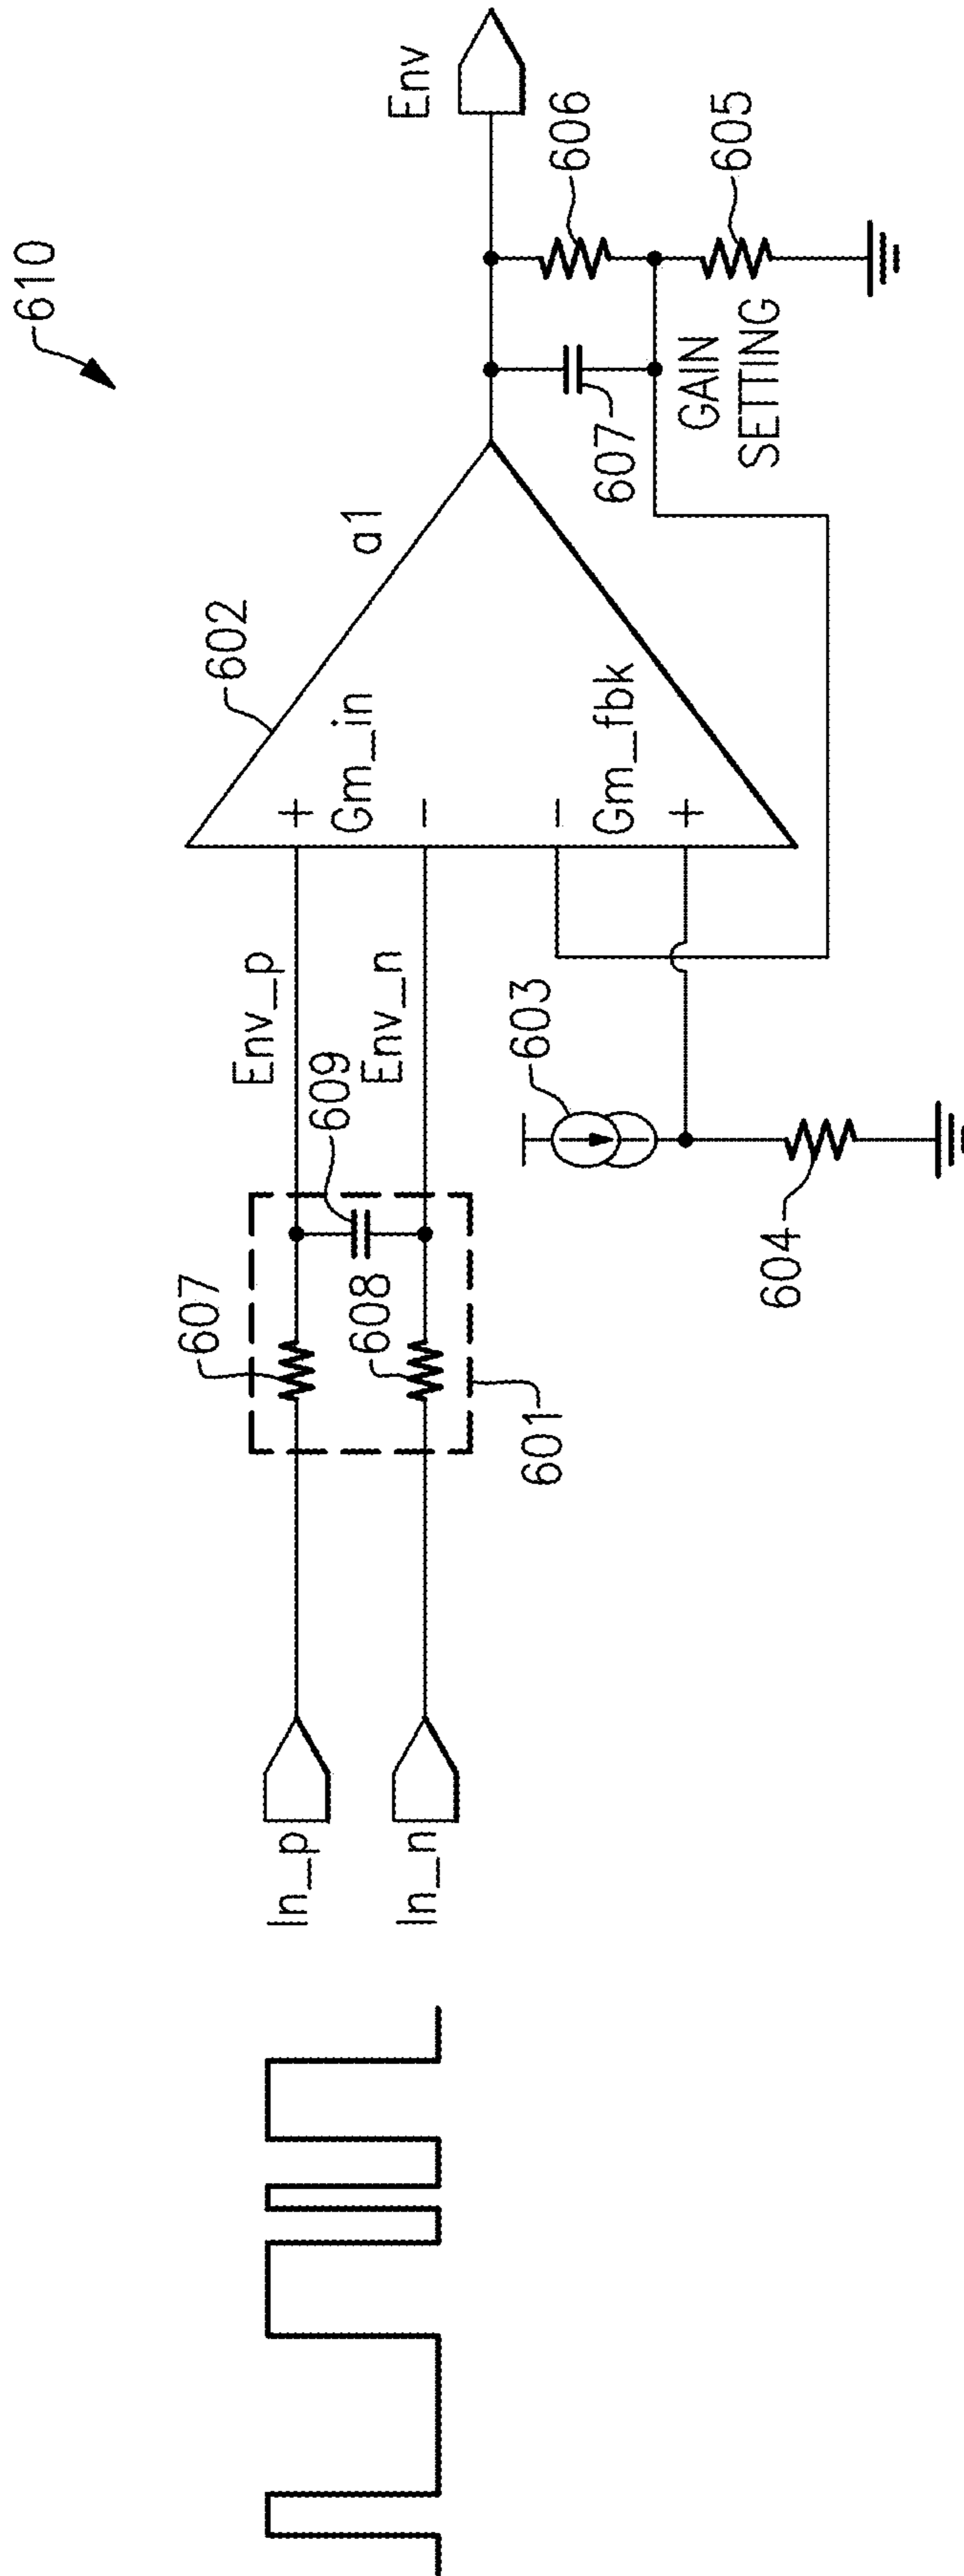 610
602
a1
Env
In_p
In_n
607
609
608
601
Env_p
Env_n
+
Gm_in
−
−
Gm_fbk
+
603
604
607
606
605
GAIN
SETTING